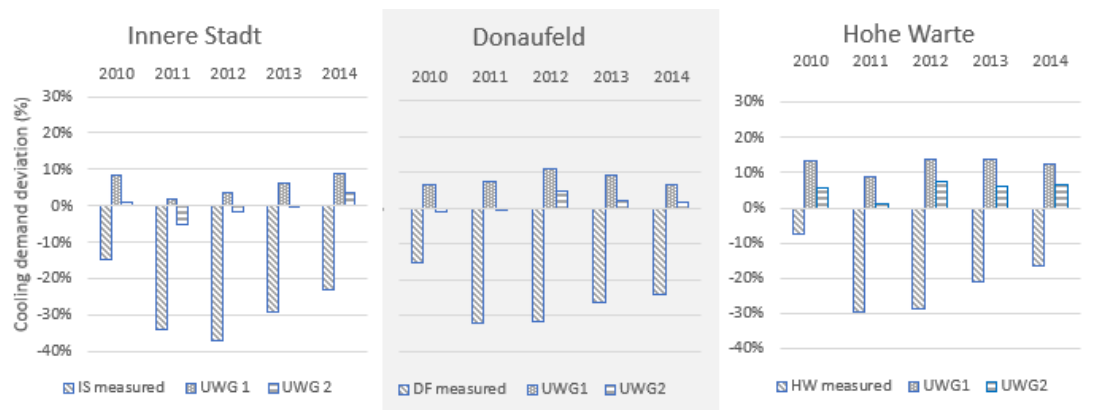 Innere Stadt
2010 2011 2012 2013 2014
Cooling demand deviation (%)
30%
20%
10%
0%
-10%
-20%
-30%
-40%
IS measured UWG 1 UWG 2
Donaufeld
2010 2011 2012 2013 2014
DF measured UWG1 UWG2
Hohe Warte
2010 2011 2012 2013 2014
30%
20%
10%
0%
-10%
-20%
-30%
-40%
HW measured UWG1 UWG2